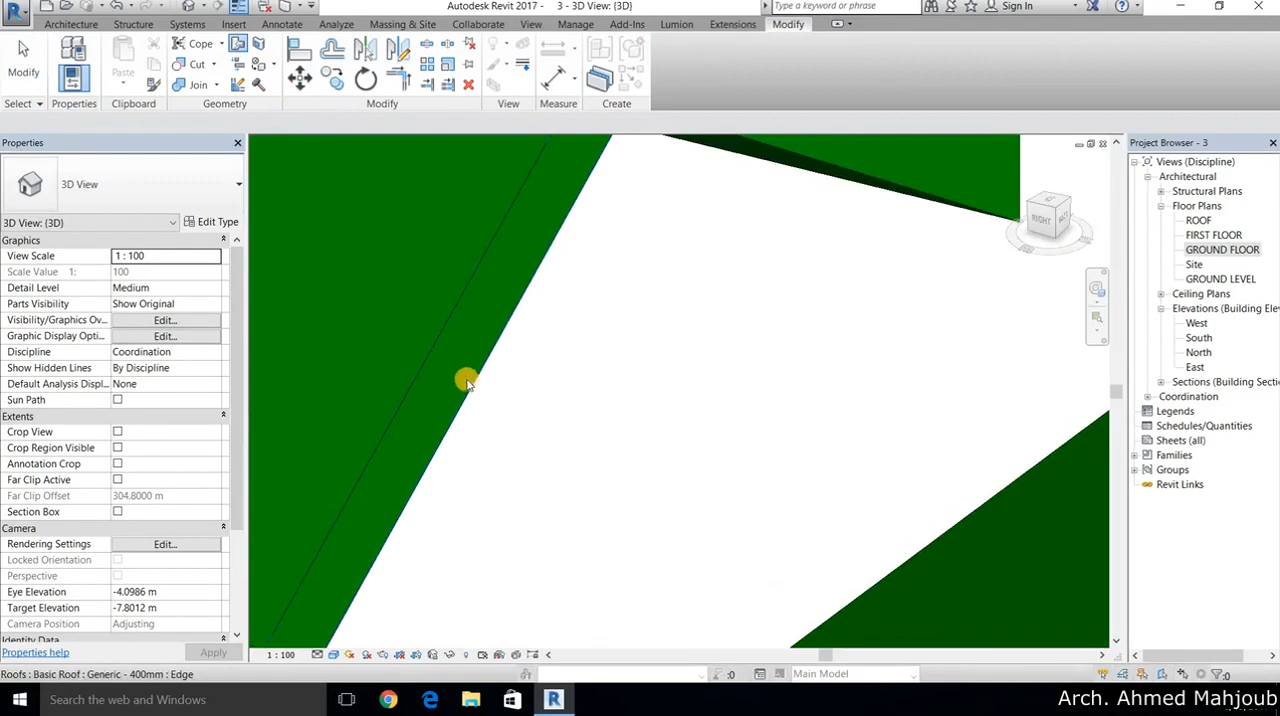 Autodesk Revit 2017 -     3 - 3D View: {3D}
Type a keyword or phrase
Sign In
Architecture
Structure
Systems
Insert
Annotate
Analyze
Massing & Site
Collaborate
View
Manage
Add-Ins
Lumion
Extensions
Modify
Modify
Paste
Cope
Cut
Join
Select
Properties
Clipboard
Geometry
Modify
View
Measure
Create
Properties
3D View
3D View: {3D}
Edit Type
Graphics
View Scale 1 : 100
Scale Value    1: 100
Detail Level Medium
Parts Visibility Show Original
Visibility/Graphics Ov... Edit...
Graphic Display Opti... Edit...
Discipline Coordination
Show Hidden Lines By Discipline
Default Analysis Displ... None
Sun Path
Extents
Crop View
Crop Region Visible
Annotation Crop
Far Clip Active
Far Clip Offset 304.8000 m
Section Box
Camera
Rendering Settings Edit...
Locked Orientation
Perspective
Eye Elevation -4.0986 m
Target Elevation -7.8012 m
Camera Position Adjusting
Identity Data
Properties help
Apply
RIGHT
1 : 100
Project Browser - 3
Views (Discipline)
Architectural
Structural Plans
Floor Plans
ROOF
FIRST FLOOR
GROUND FLOOR
Site
GROUND LEVEL
Ceiling Plans
Elevations (Building Ele
West
South
North
East
Sections (Building Secti
Coordination
Legends
Schedules/Quantities
Sheets (all)
Families
Groups
Revit Links
Roofs : Basic Roof : Generic - 400mm : Edge
:0
Main Model
:0
Search the web and Windows
Arch. Ahmed Mahjoub